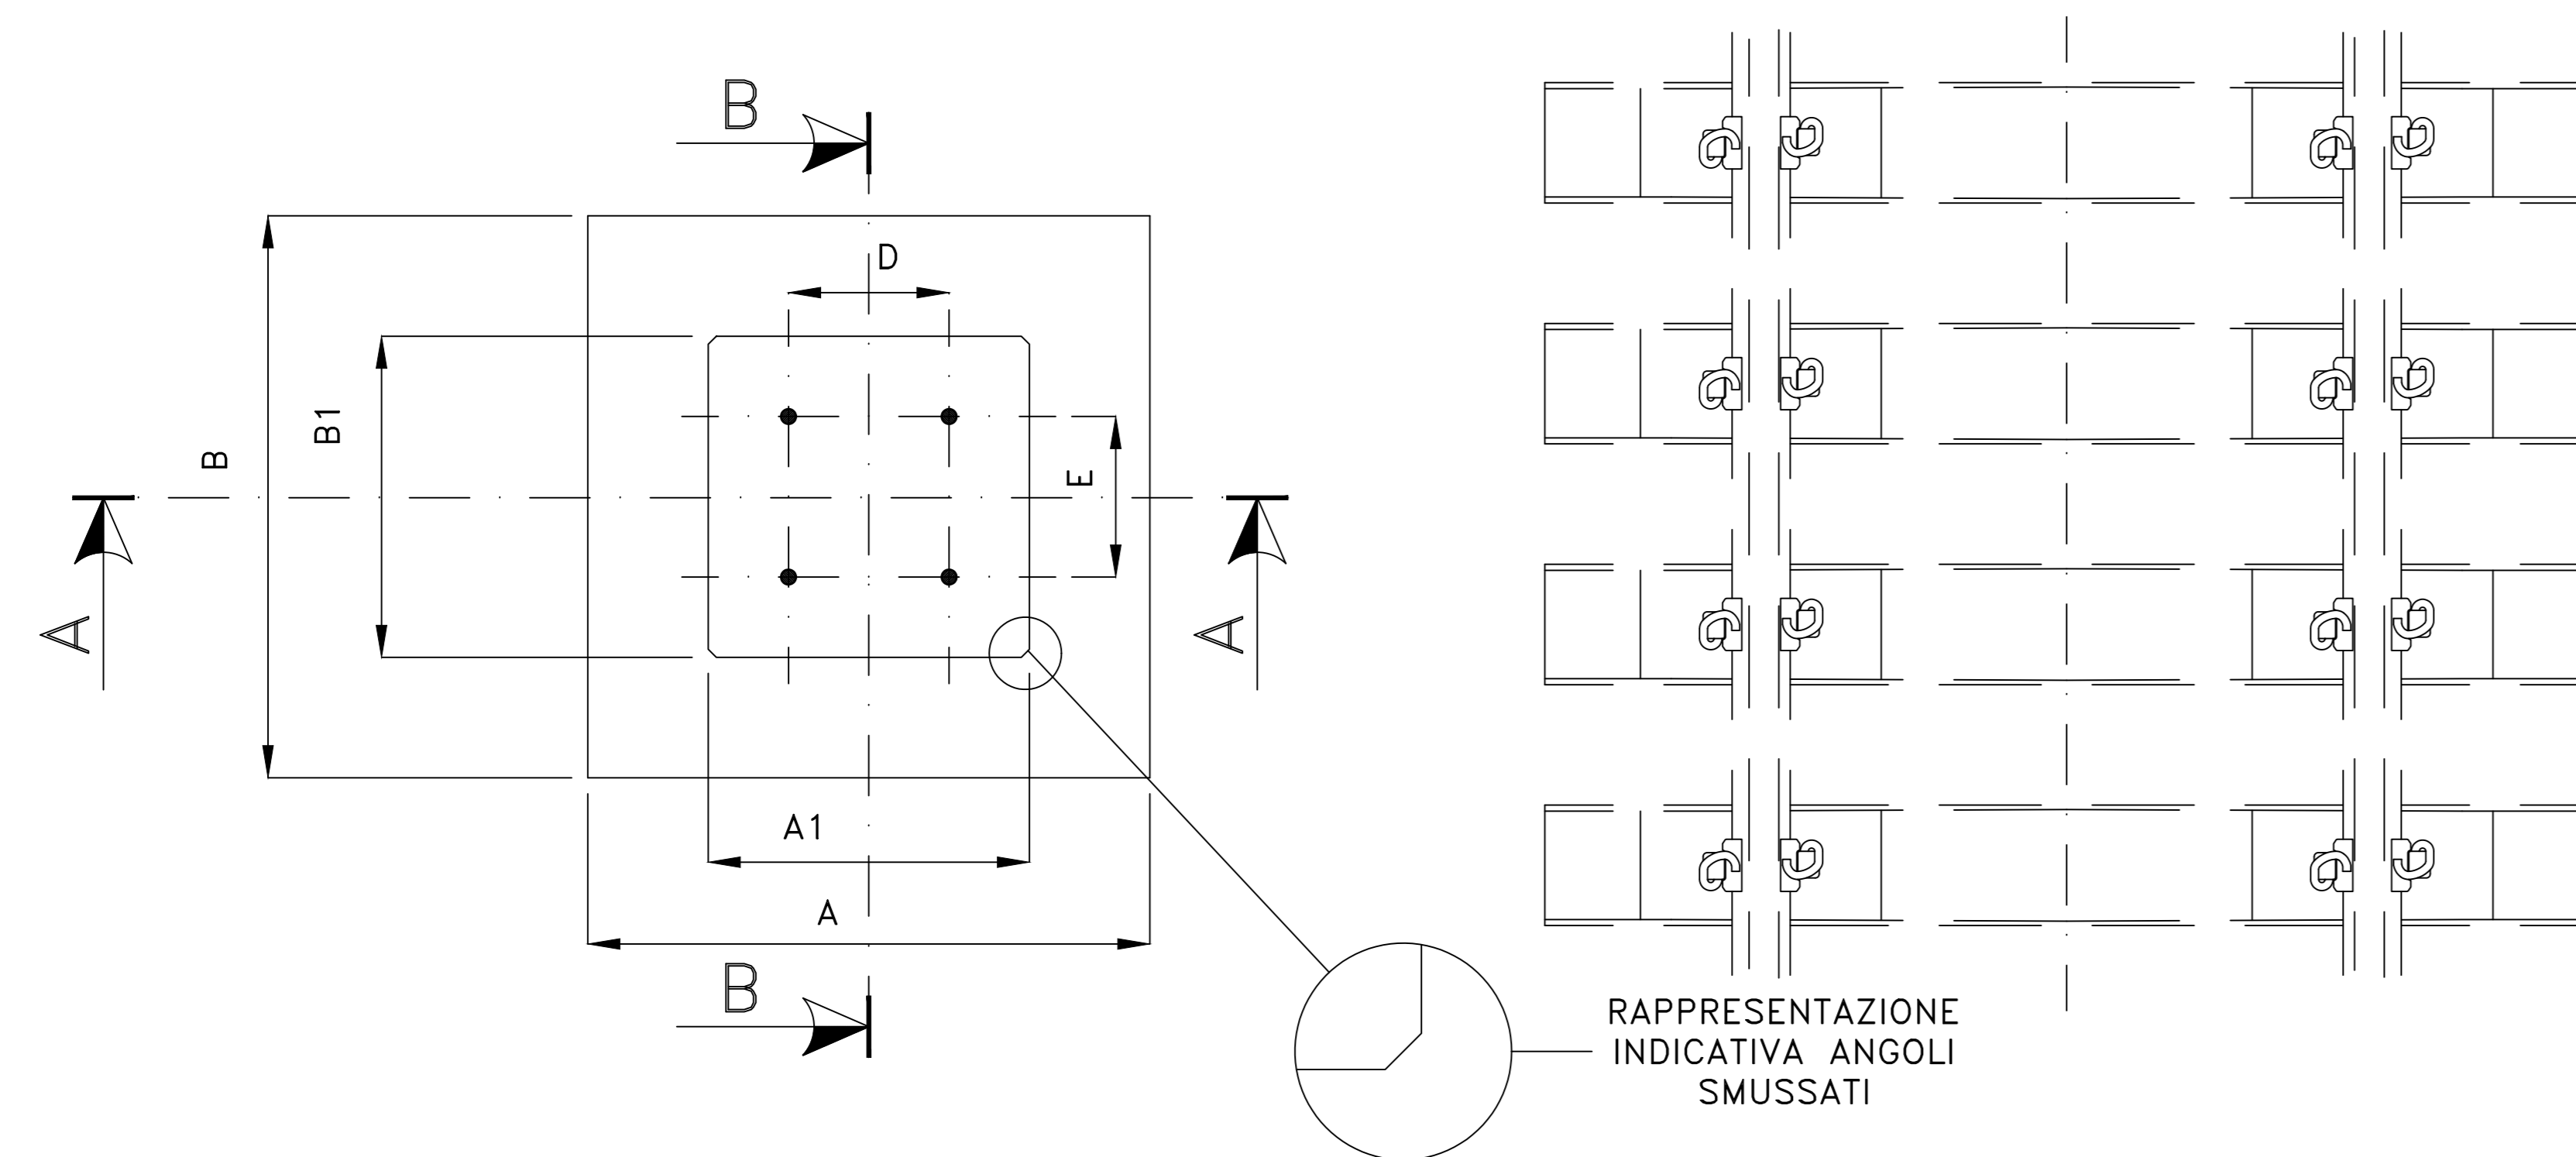 B
D
B1
B
E
A
A
A1
A
B
RAPPRESENTAZIONE
INDICATIVA ANGOLI
SMUSSATI